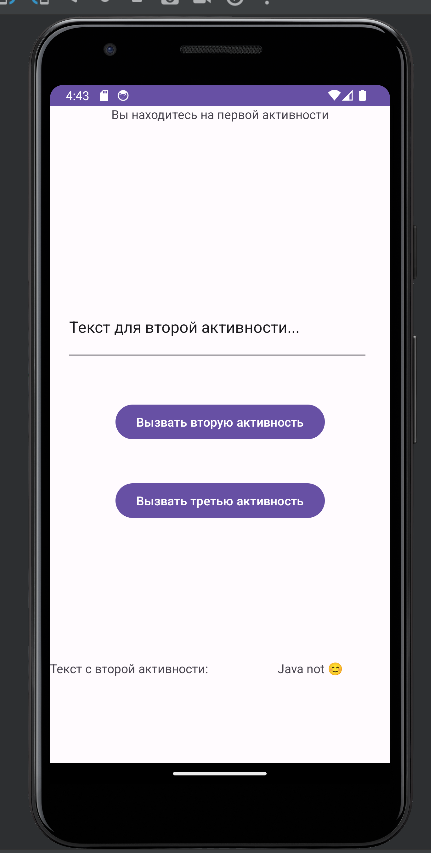 4:43
Вы находитесь на первой активности
Текст для второй активности...
Вызвать вторую активность
Вызвать третью активность
Текст с второй активности: Java not 😊